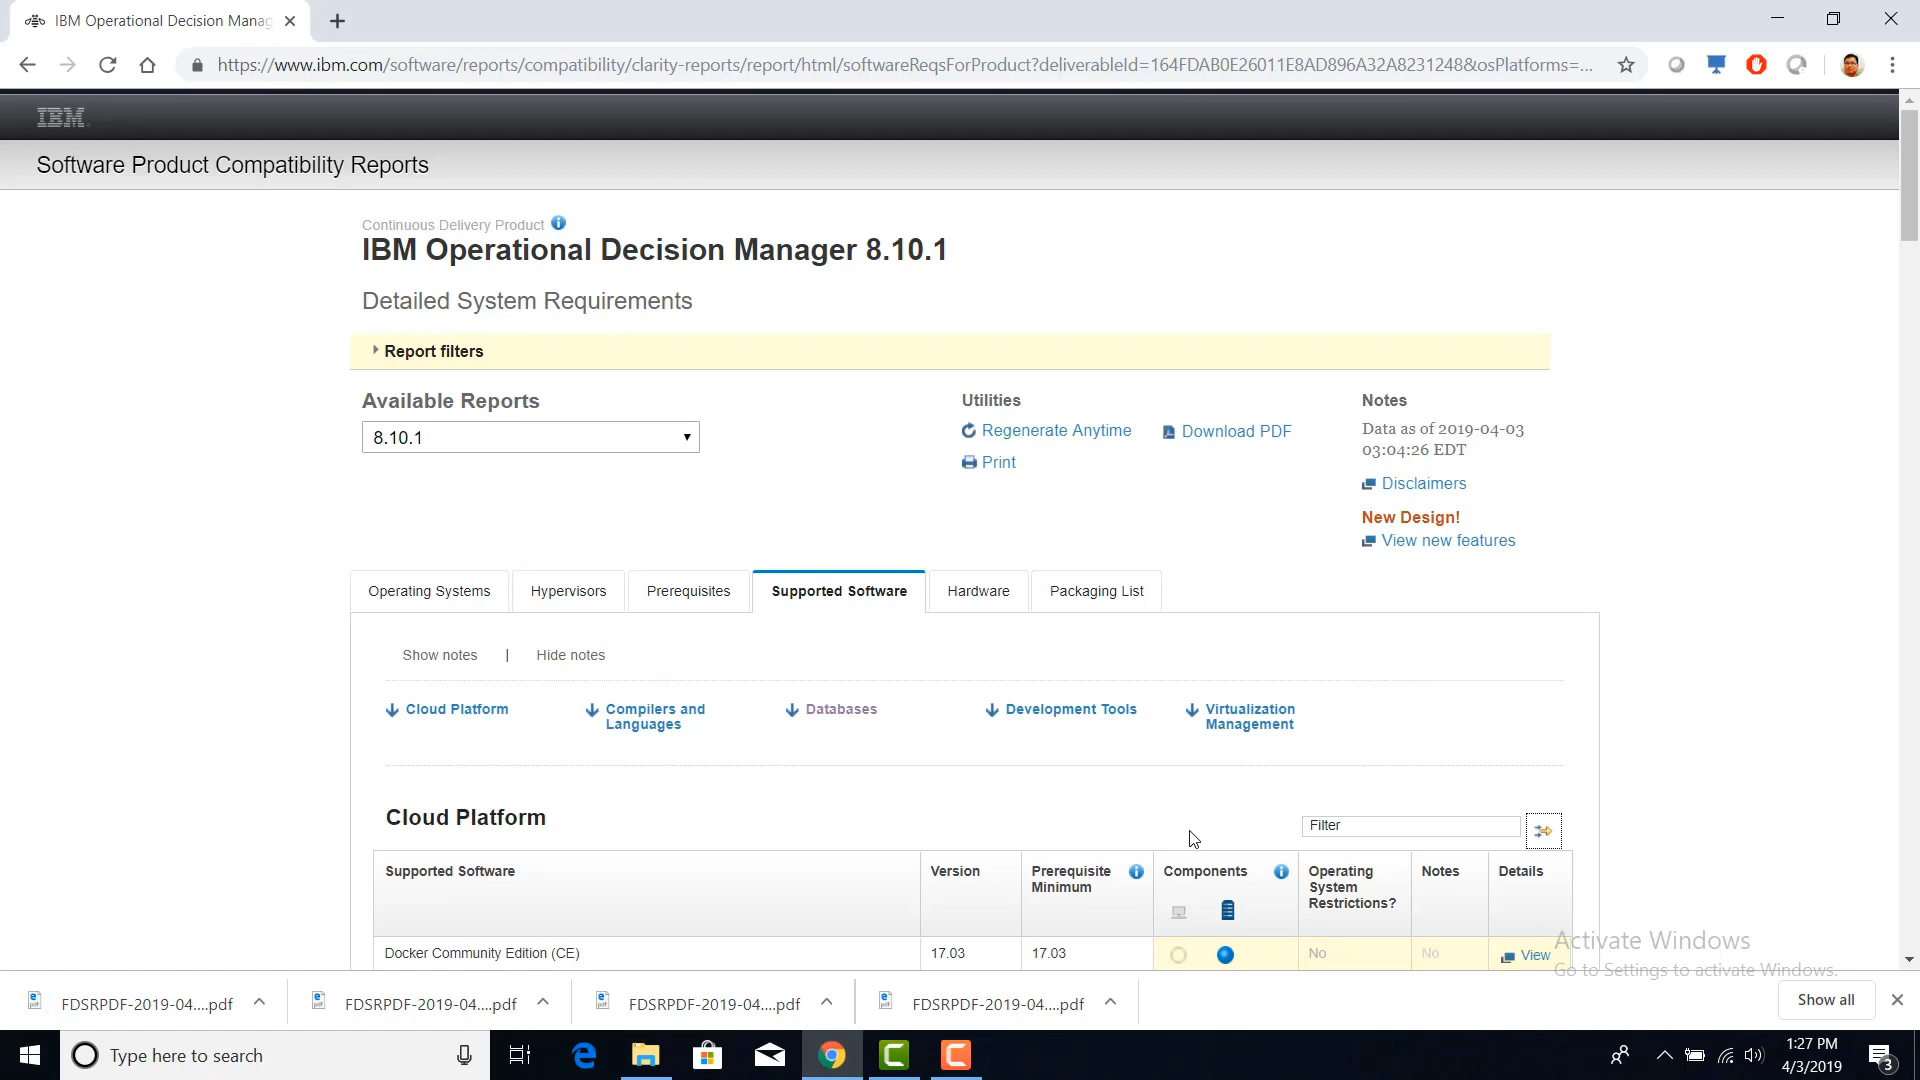 IBM Operational Decision Manag
https://www.ibm.com/software/reports/compatibility/clarity-reports/report/html/softwareReqsForProduct?deliverableId=164FDAB0E26011E8AD896A32A8231248&osPlatforms=...
IBM
Software Product Compatibility Reports
Continuous Delivery Product
IBM Operational Decision Manager 8.10.1
Detailed System Requirements
Report filters
Available Reports
8.10.1
Utilities
Regenerate Anytime
Download PDF
Print
Notes
Data as of 2019-04-03
03:04:26 EDT
Disclaimers
New Design!
View new features
Operating Systems
Hypervisors
Prerequisites
Supported Software
Hardware
Packaging List
Show notes | Hide notes
Cloud Platform
Compilers and
Languages
Databases
Development Tools
Virtualization
Management
Cloud Platform
Filter
Supported Software
Version
Prerequisite
Minimum
Components
Operating
System
Restrictions?
Notes
Details
Docker Community Edition (CE) 17.03 17.03 No No View
Activate Windows
Go to Settings to activate Windows.
FDSRPDF-2019-04....pdf
FDSRPDF-2019-04....pdf
FDSRPDF-2019-04....pdf
FDSRPDF-2019-04....pdf
Show all
Type here to search
1:27 PM
4/3/2019
3